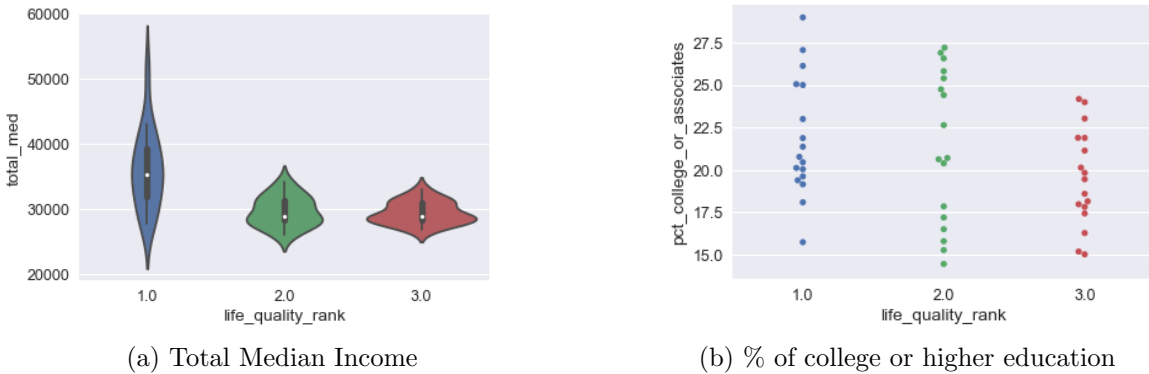 60000
50000
40000
30000
20000
total_med
1.0 2.0 3.0
life_quality_rank
(a) Total Median Income
27.5
25.0
22.5
20.0
17.5
15.0
pct_college_or_associates
1.0 2.0 3.0
life_quality_rank
(b) % of college or higher education